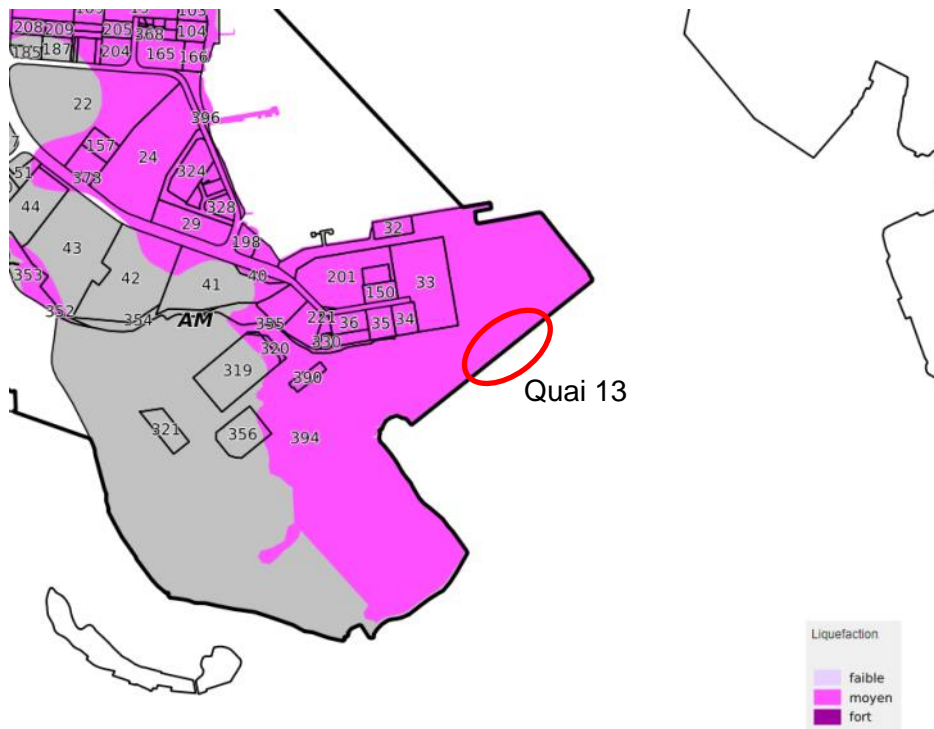 208 209 205 368 104
185 187 204 165 166
22 396
157 24
51 373 324
44 29 328 32
43 198
353 42 41 40 201 33
150
352 354 AM 355 221 36 35 34
320 330
319 390
Quai 13
321 356 394
Liquefaction
faible
moyen
fort